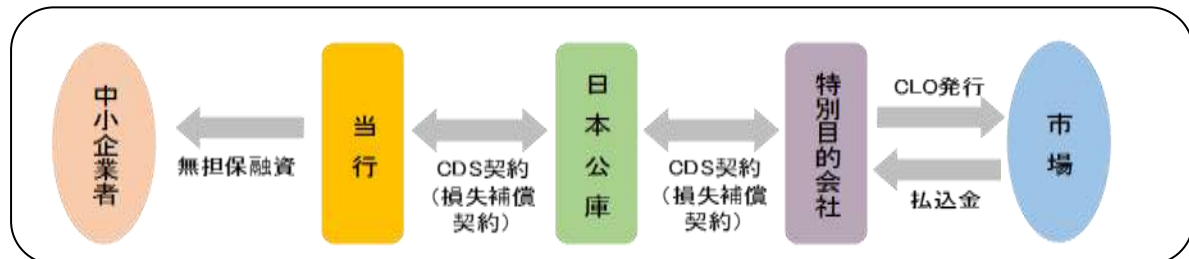 中小企業者
無担保融資
当行
CDS契約
(損失補償
契約)
日本公庫
CDS契約
(損失補償
契約)
特別目的会社
CLO発行
払込金
市場